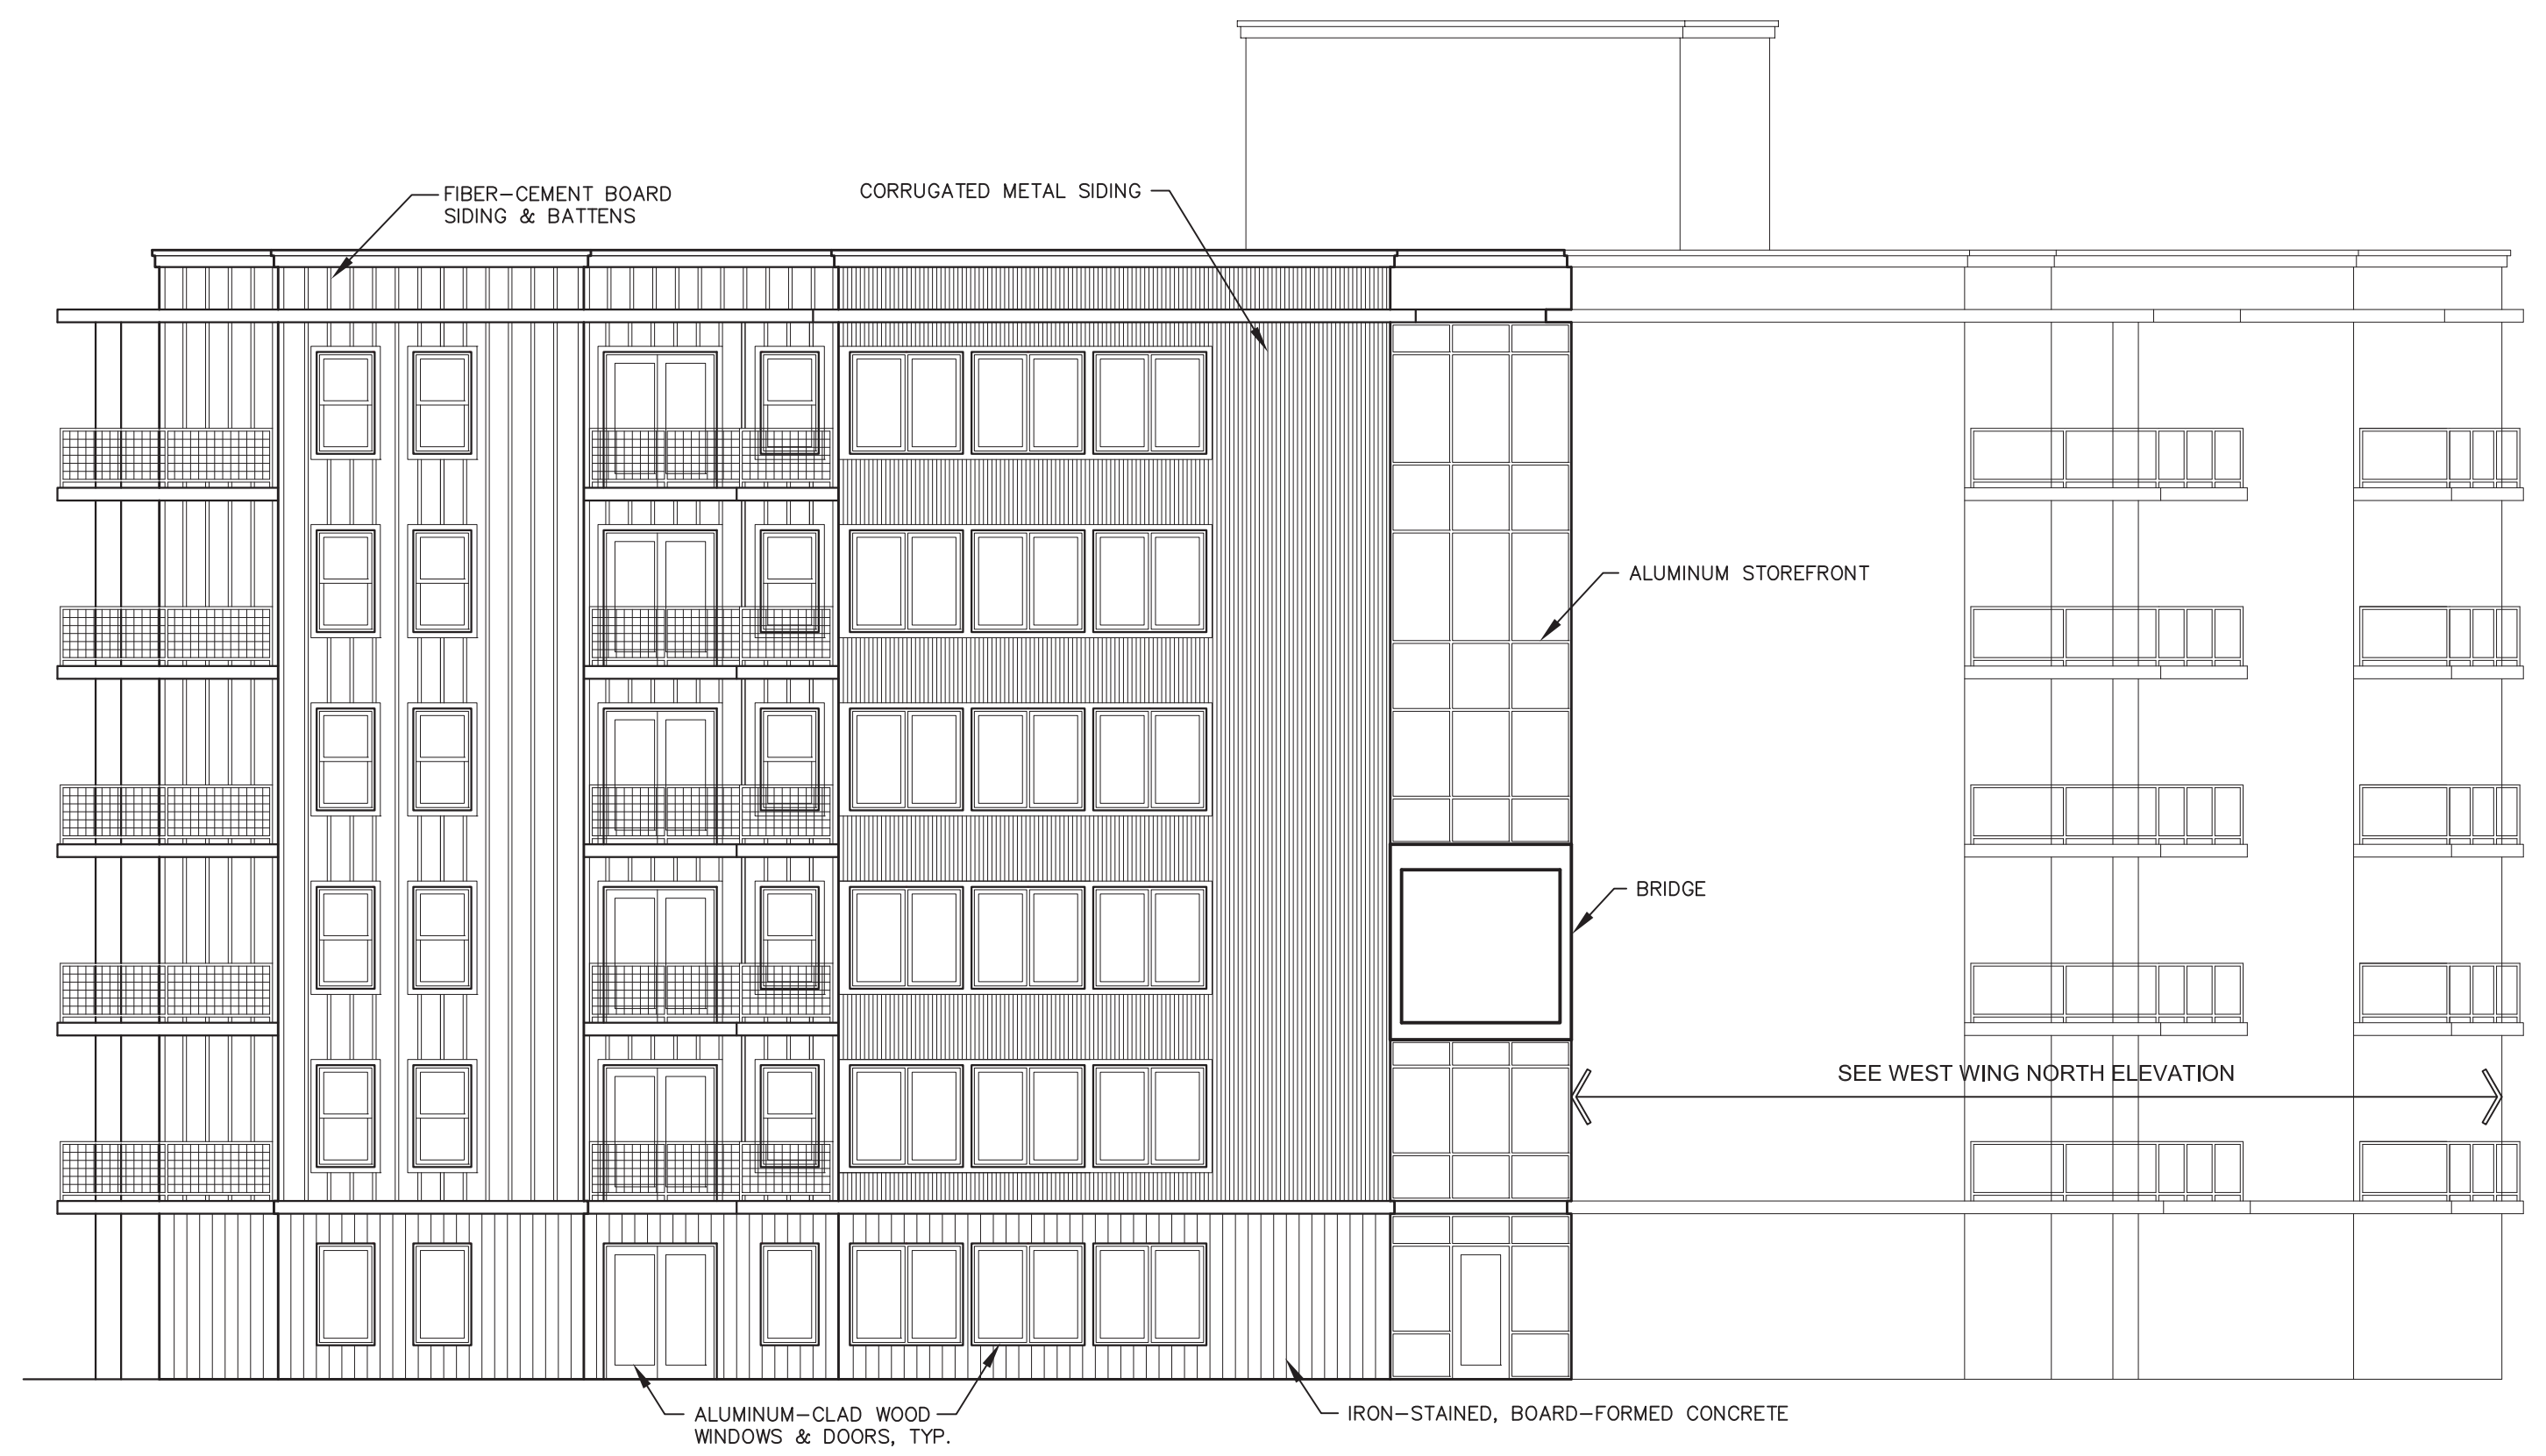 FIBER-CEMENT BOARD
SIDING & BATTENS
CORRUGATED METAL SIDING
ALUMINUM STOREFRONT
BRIDGE
SEE WEST WING NORTH ELEVATION
ALUMINUM-CLAD WOOD
WINDOWS & DOORS, TYP.
IRON-STAINED, BOARD-FORMED CONCRETE